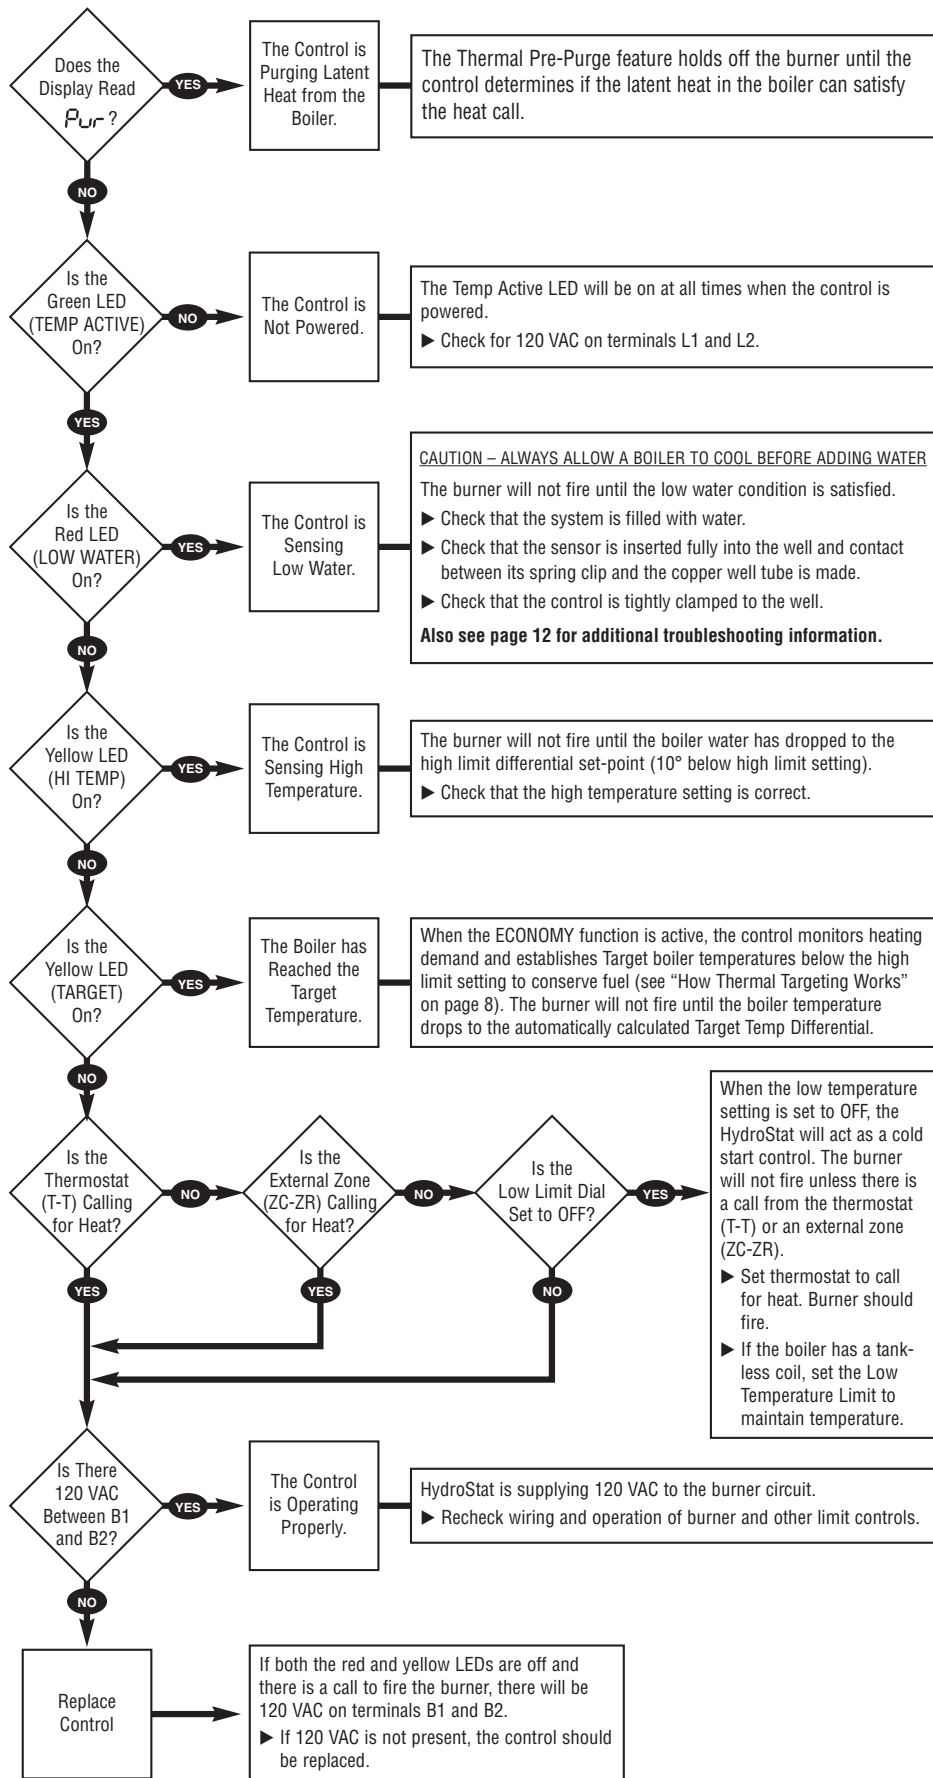 Does the
Display Read
Pur ?
YES
The Control is
Purging Latent
Heat from the
Boiler.
The Thermal Pre-Purge feature holds off the burner until the
control determines if the latent heat in the boiler can satisfy
the heat call.
NO
Is the
Green LED
(TEMP ACTIVE)
On?
NO
The Control is
Not Powered.
The Temp Active LED will be on at all times when the control is
powered.
▶ Check for 120 VAC on terminals L1 and L2.
YES
Is the
Red LED
(LOW WATER)
On?
YES
The Control is
Sensing
Low Water.
CAUTION – ALWAYS ALLOW A BOILER TO COOL BEFORE ADDING WATER
The burner will not fire until the low water condition is satisfied.
▶ Check that the system is filled with water.
▶ Check that the sensor is inserted fully into the well and contact
between its spring clip and the copper well tube is made.
▶ Check that the control is tightly clamped to the well.
Also see page 12 for additional troubleshooting information.
NO
Is the
Yellow LED
(HI TEMP)
On?
YES
The Control is
Sensing High
Temperature.
The burner will not fire until the boiler water has dropped to the
high limit differential set-point (10° below high limit setting).
▶ Check that the high temperature setting is correct.
NO
Is the
Yellow LED
(TARGET)
On?
YES
The Boiler has
Reached the
Target
Temperature.
When the ECONOMY function is active, the control monitors heating
demand and establishes Target boiler temperatures below the high
limit setting to conserve fuel (see “How Thermal Targeting Works”
on page 8). The burner will not fire until the boiler temperature
drops to the automatically calculated Target Temp Differential.
NO
Is the
Thermostat
(T-T) Calling
for Heat?
NO
Is the
External Zone
(ZC-ZR) Calling
for Heat?
NO
Is the
Low Limit Dial
Set to OFF?
YES
When the low temperature
setting is set to OFF, the
HydroStat will act as a cold
start control. The burner
will not fire unless there is
a call from the thermostat
(T-T) or an external zone
(ZC-ZR).
▶ Set thermostat to call
for heat. Burner should
fire.
▶ If the boiler has a tank-
less coil, set the Low
Temperature Limit to
maintain temperature.
YES
YES
NO
Is There
120 VAC
Between B1
and B2?
YES
The Control
is Operating
Properly.
HydroStat is supplying 120 VAC to the burner circuit.
▶ Recheck wiring and operation of burner and other limit controls.
NO
Replace
Control
If both the red and yellow LEDs are off and
there is a call to fire the burner, there will be
120 VAC on terminals B1 and B2.
▶ If 120 VAC is not present, the control should
be replaced.